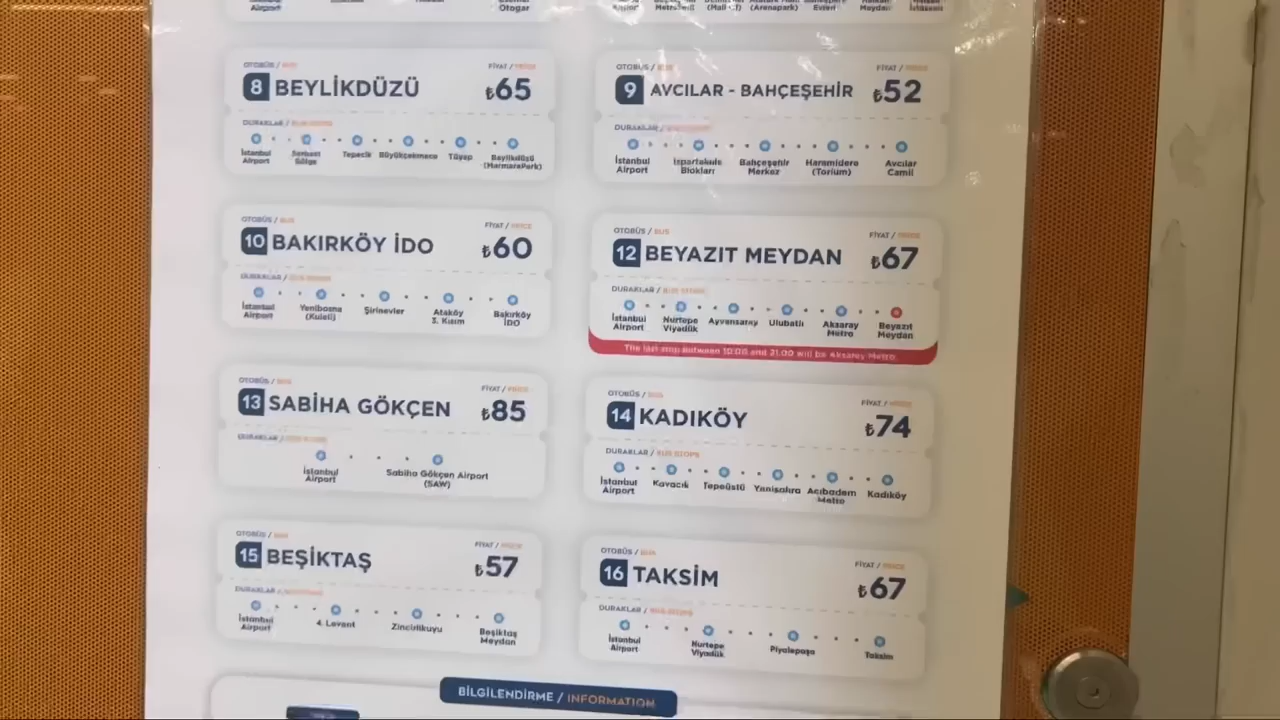 Otogar
(Arenapark)
OTOBÜS / BUS
FİYAT / PRICE
8 BEYLİKDÜZÜ
₺65
DURAKLAR / BUS STOPS
İstanbul Airport
Serbest Bölge
Tepecik
Büyükçekmece
Tüyap
Beylikdüzü (MarmaraPark)
OTOBÜS / BUS
FİYAT / PRICE
9 AVCILAR - BAHÇEŞEHİR
₺52
DURAKLAR / BUS STOPS
İstanbul Airport
Ispartakule Blokları
Bahçeşehir Merkez
Haramidere (Torium)
Avcılar Camii
OTOBÜS / BUS
FİYAT / PRICE
10 BAKIRKÖY İDO
₺60
DURAKLAR / BUS STOPS
İstanbul Airport
Yenibosna (Kuleli)
Şirinevler
Ataköy 5. Kısım
Bakırköy İDO
OTOBÜS / BUS
FİYAT / PRICE
12 BEYAZIT MEYDAN
₺67
DURAKLAR / BUS STOPS
İstanbul Airport
Nurtepe Viyadük
Ayvansaray
Ulubatlı
Aksaray Metro
Beyazıt Meydan
The last stop between 10:00 and 21:00 will be Aksaray Metro.
OTOBÜS / BUS
FİYAT / PRICE
13 SABİHA GÖKÇEN
₺85
DURAKLAR / BUS STOPS
İstanbul Airport
Sabiha Gökçen Airport (SAW)
OTOBÜS / BUS
FİYAT / PRICE
14 KADIKÖY
₺74
DURAKLAR / BUS STOPS
İstanbul Airport
Kavacık
Tepeüstü
Yenisahra
Acıbadem Metro
Kadıköy
OTOBÜS / BUS
FİYAT / PRICE
15 BEŞİKTAŞ
₺57
DURAKLAR / BUS STOPS
İstanbul Airport
4. Levent
Zincirlikuyu
Beşiktaş Meydan
OTOBÜS / BUS
FİYAT / PRICE
16 TAKSİM
₺67
DURAKLAR / BUS STOPS
İstanbul Airport
Nurtepe Viyadük
Piyalepaşa
Taksim
BİLGİLENDİRME / INFORMATION